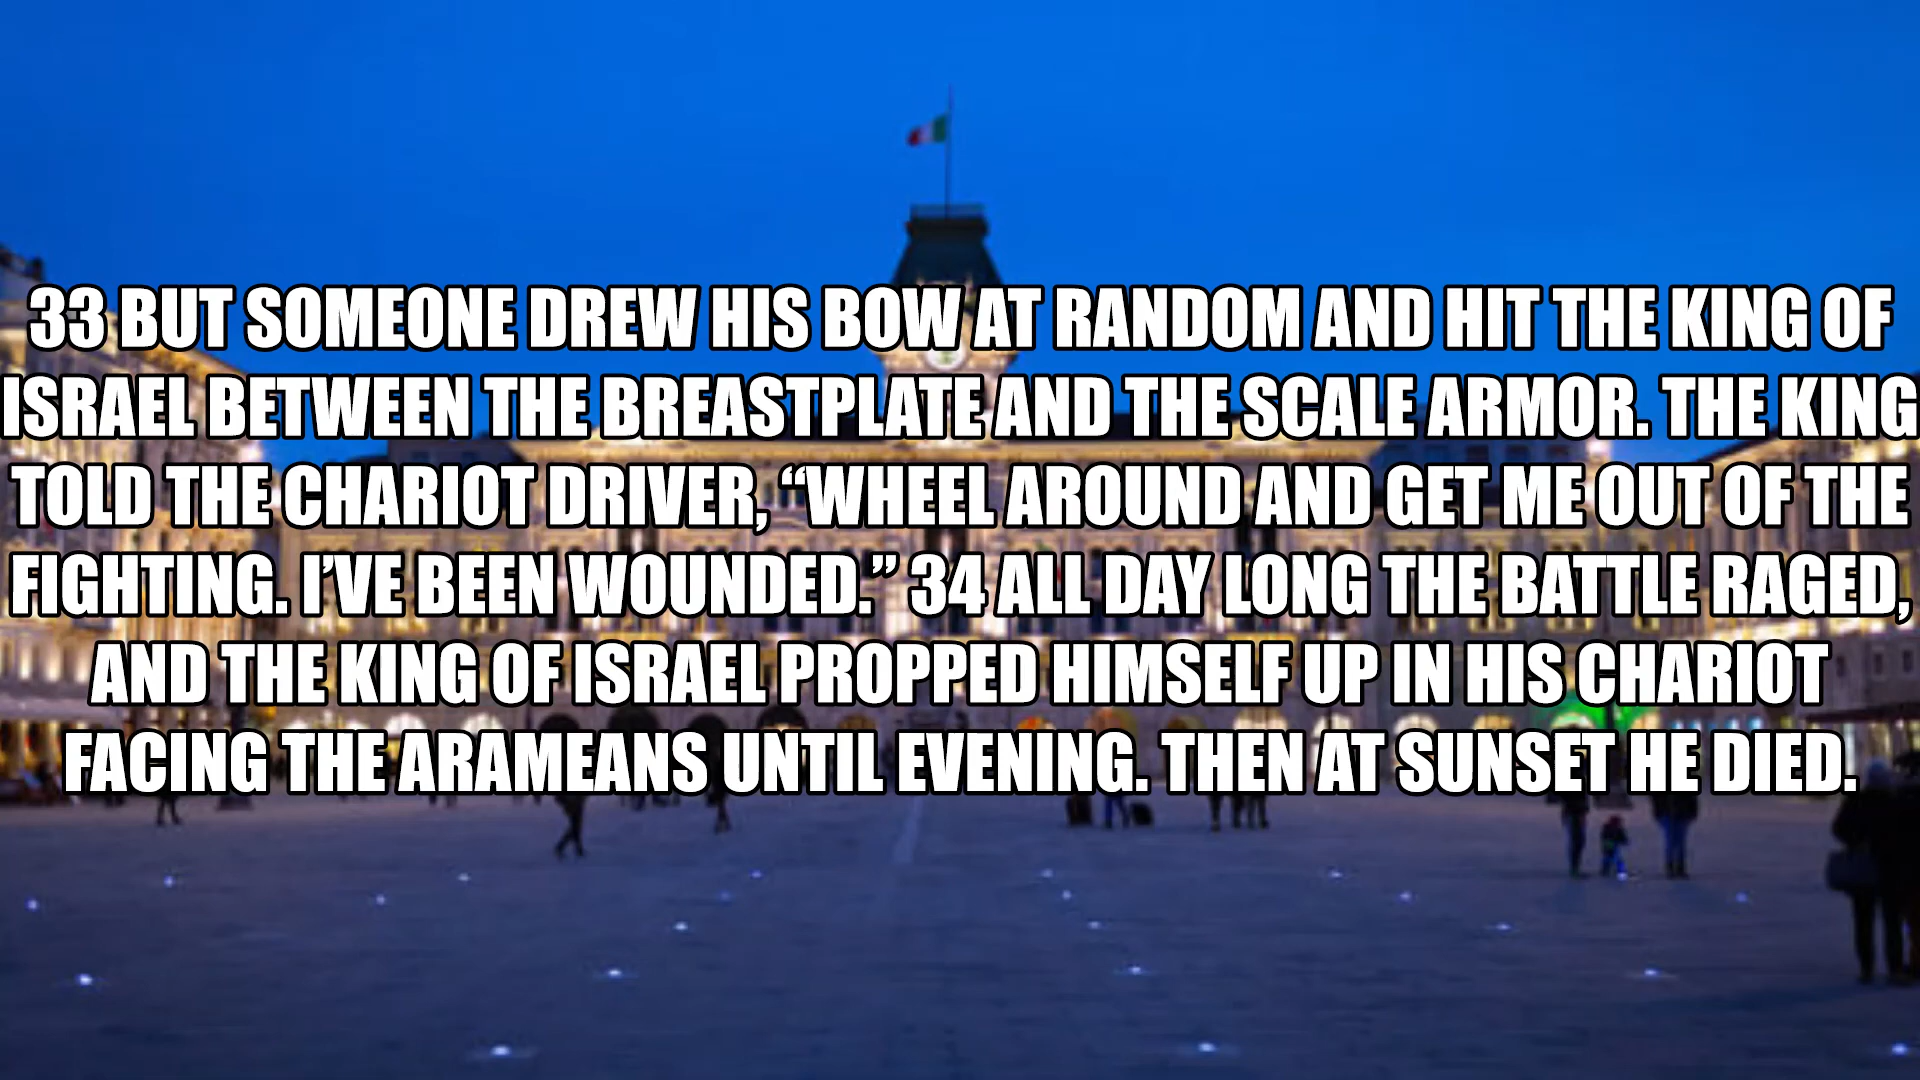 33 BUT SOMEONE DREW HIS BOW AT RANDOM AND HIT THE KING OF
ISRAEL BETWEEN THE BREASTPLATE AND THE SCALE ARMOR. THE KING
TOLD THE CHARIOT DRIVER, “WHEEL AROUND AND GET ME OUT OF THE
FIGHTING. I’VE BEEN WOUNDED.” 34 ALL DAY LONG THE BATTLE RAGED,
AND THE KING OF ISRAEL PROPPED HIMSELF UP IN HIS CHARIOT
FACING THE ARAMEANS UNTIL EVENING. THEN AT SUNSET HE DIED.